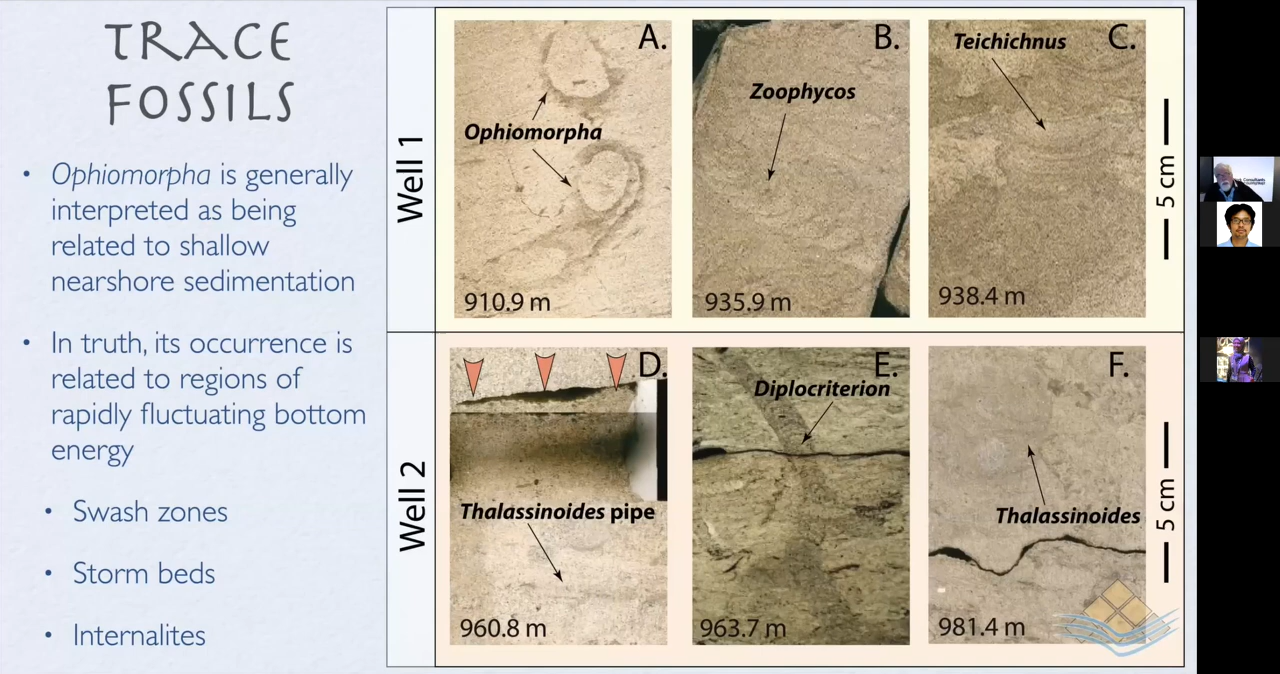 TRACE
FOSSILS
• Ophiomorpha is generally
interpreted as being
related to shallow
nearshore sedimentation
• In truth, its occurrence is
related to regions of
rapidly fluctuating bottom
energy
• Swash zones
• Storm beds
• Internalites
Well 1
A.
Ophiomorpha
910.9 m
B.
Zoophycos
935.9 m
Teichichnus C.
938.4 m
5 cm
Well 2
D.
Thalassinoides pipe
960.8 m
E.
Diplocriterion
963.7 m
F.
Thalassinoides
981.4 m
5 cm